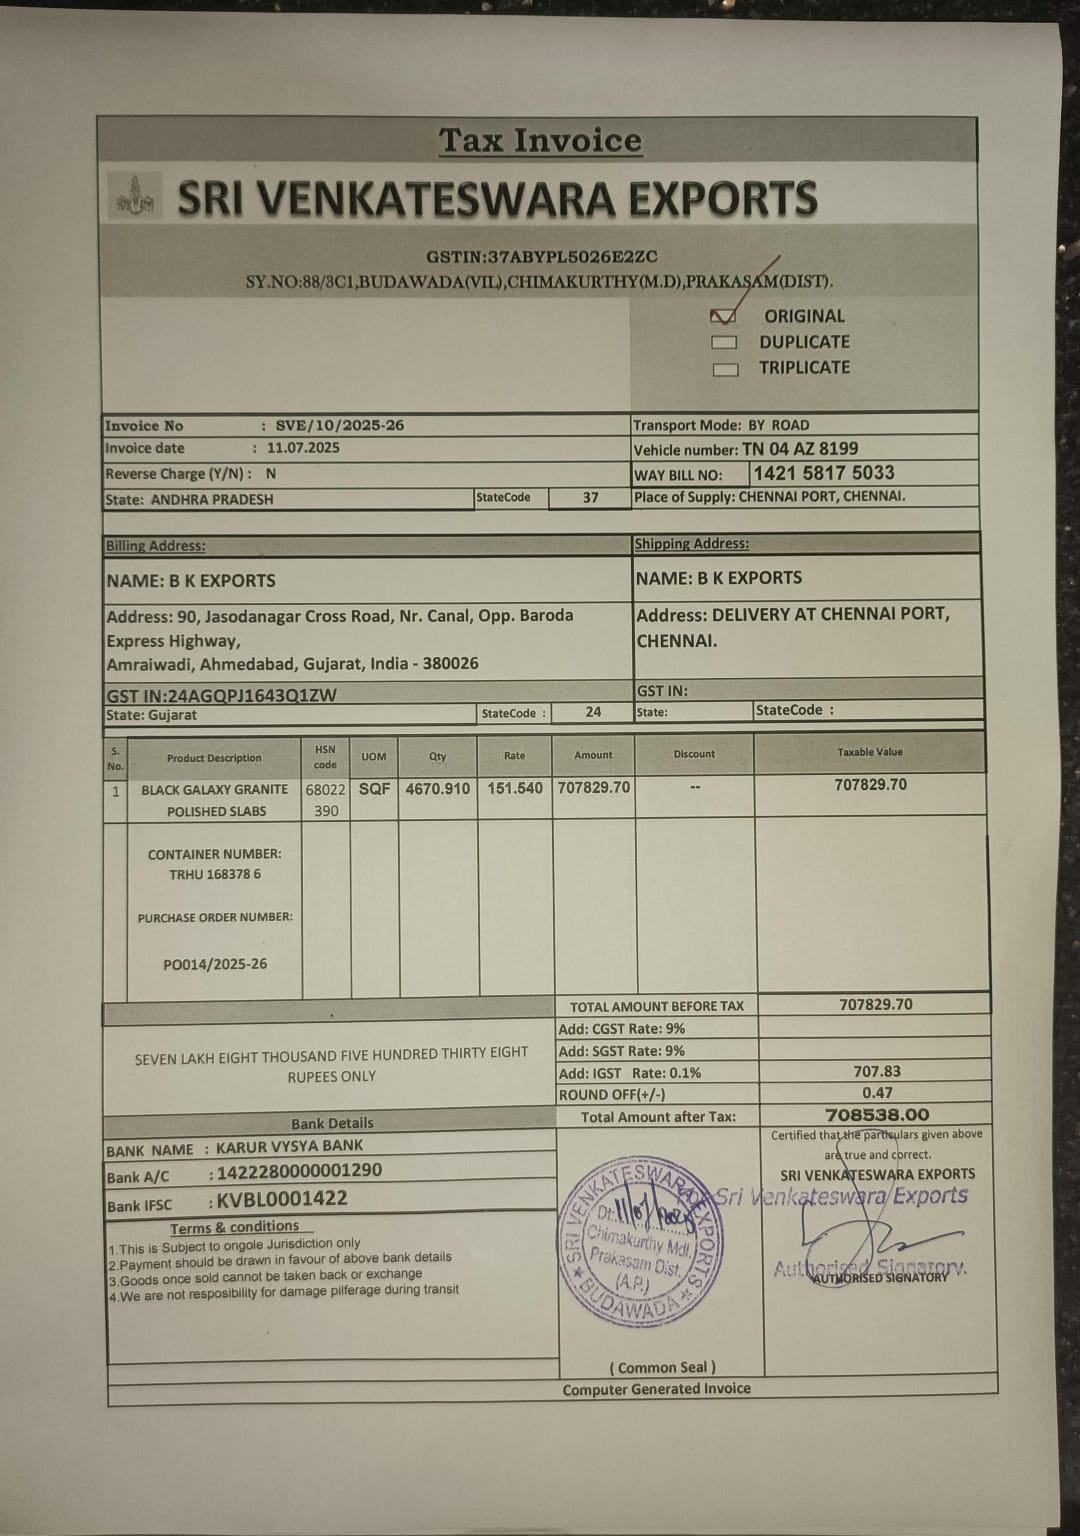 Tax Invoice
SRI VENKATESWARA EXPORTS
GSTIN:37ABYPL5026E2ZC
SY.NO:88/3C1,BUDAWADA(VIL),CHIMAKURTHY(M.D),PRAKASAM(DIST).
ORIGINAL
DUPLICATE
TRIPLICATE
Invoice No : SVE/10/2025-26 Transport Mode: BY ROAD
Invoice date : 11.07.2025 Vehicle number: TN 04 AZ 8199
Reverse Charge (Y/N) : N WAY BILL NO: 1421 5817 5033
State: ANDHRA PRADESH StateCode 37 Place of Supply: CHENNAI PORT, CHENNAI.
Billing Address: Shipping Address:
NAME: B K EXPORTS NAME: B K EXPORTS
Address: 90, Jasodanagar Cross Road, Nr. Canal, Opp. Baroda Address: DELIVERY AT CHENNAI PORT,
Express Highway, CHENNAI.
Amraiwadi, Ahmedabad, Gujarat, India - 380026
GST IN:24AGQPJ1643Q1ZW GST IN:
State: Gujarat StateCode : 24 State: StateCode :
S. No. Product Description HSN code UOM Qty Rate Amount Discount Taxable Value
1 BLACK GALAXY GRANITE 68022 SQF 4670.910 151.540 707829.70 -- 707829.70
POLISHED SLABS 390
CONTAINER NUMBER:
TRHU 168378 6
PURCHASE ORDER NUMBER:
PO014/2025-26
TOTAL AMOUNT BEFORE TAX 707829.70
Add: CGST Rate: 9%
SEVEN LAKH EIGHT THOUSAND FIVE HUNDRED THIRTY EIGHT Add: SGST Rate: 9%
RUPEES ONLY Add: IGST Rate: 0.1% 707.83
ROUND OFF(+/-) 0.47
Bank Details Total Amount after Tax: 708538.00
BANK NAME : KARUR VYSYA BANK
Bank A/C : 1422280000001290
Bank IFSC : KVBL0001422
Terms & conditions
1.This is Subject to ongole Jurisdiction only
2.Payment should be drawn in favour of above bank details
3.Goods once sold cannot be taken back or exchange
4.We are not resposibility for damage pilferage during transit
SRI VENKATESWARA EXPORTS
Dt.11/07/2025
Chimakurthy Mdl.
Prakasam Dist.
(A.P.)
★ BUDAWADA ★
( Common Seal )
Certified that the particulars given above
are true and correct.
SRI VENKATESWARA EXPORTS
Sri Venkateswara Exports
Authorised Signatory.
AUTHORISED SIGNATORY
Computer Generated Invoice